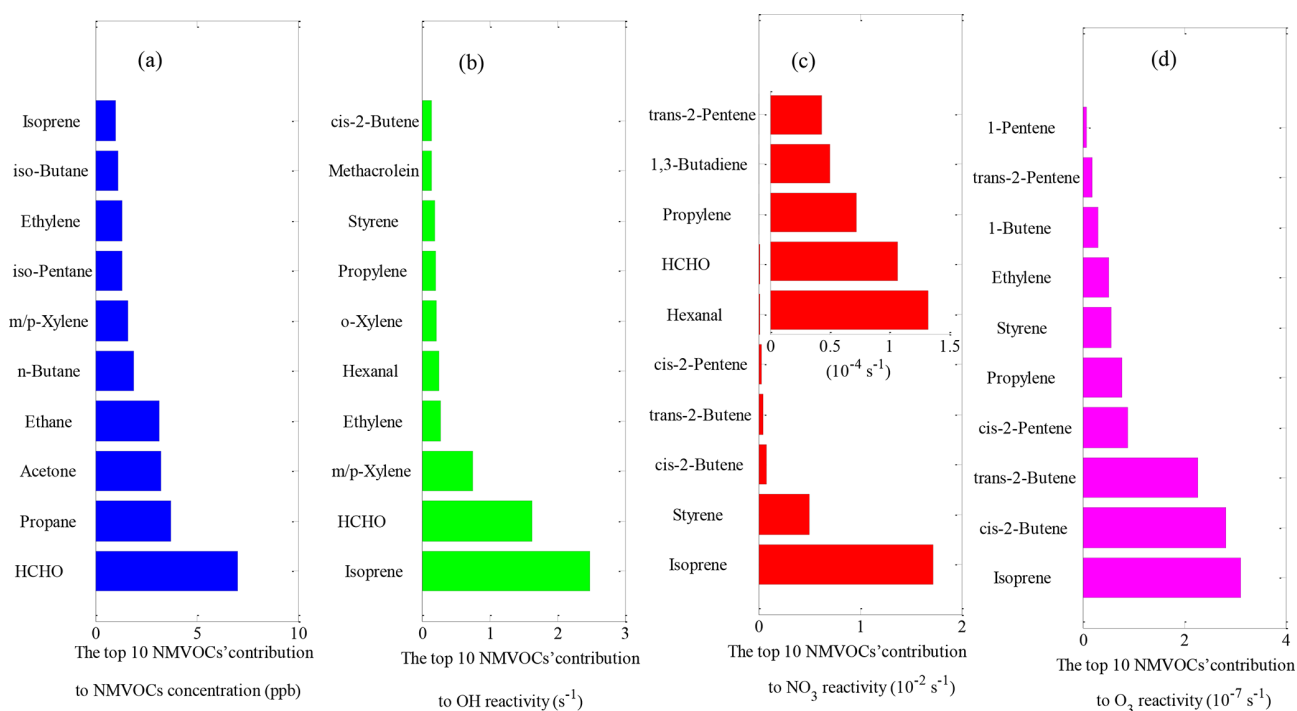 (a)
Isoprene
iso-Butane
Ethylene
iso-Pentane
m/p-Xylene
n-Butane
Ethane
Acetone
Propane
HCHO
0 5 10
The top 10 NMVOCs'contribution
to NMVOCs concentration (ppb)
(b)
cis-2-Butene
Methacrolein
Styrene
Propylene
o-Xylene
Hexanal
Ethylene
m/p-Xylene
HCHO
Isoprene
0 1 2 3
The top 10 NMVOCs'contribution
to OH reactivity (s⁻¹)
(c)
trans-2-Pentene
1,3-Butadiene
Propylene
HCHO
Hexanal
0 0.5 1 1.5
(10⁻⁴ s⁻¹)
cis-2-Pentene
trans-2-Butene
cis-2-Butene
Styrene
Isoprene
0 1 2
The top 10 NMVOCs'contribution
to NO₃ reactivity (10⁻² s⁻¹)
(d)
1-Pentene
trans-2-Pentene
1-Butene
Ethylene
Styrene
Propylene
cis-2-Pentene
trans-2-Butene
cis-2-Butene
Isoprene
0 2 4
The top 10 NMVOCs'contribution
to O₃ reactivity (10⁻⁷ s⁻¹)